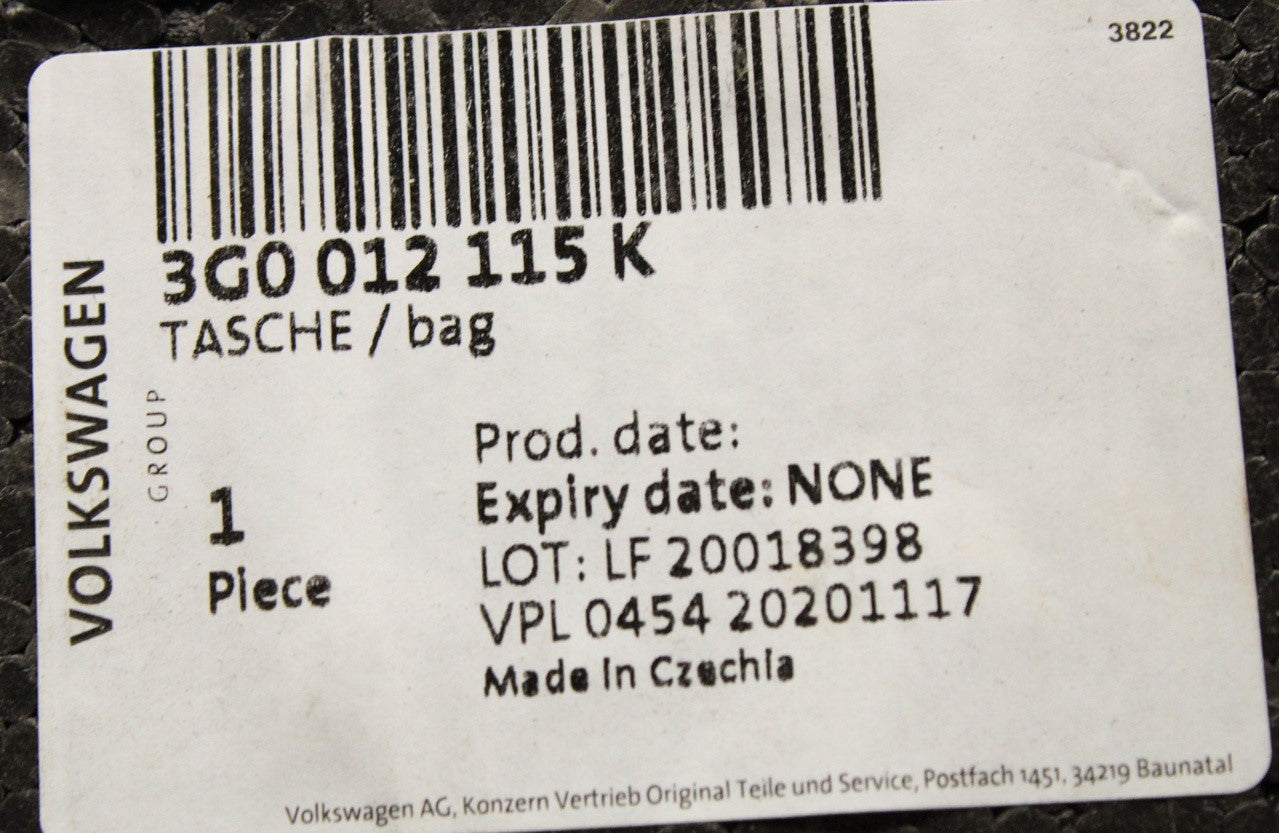 3822
3G0 012 115 K
TASCHE / bag
VOLKSWAGEN
GROUP
1
Piece
Prod. date:
Expiry date: NONE
LOT: LF 20018398
VPL 0454 20201117
Made in Czechia
Volkswagen AG, Konzern Vertrieb Original Teile und Service, Postfach 1451, 34219 Baunatal